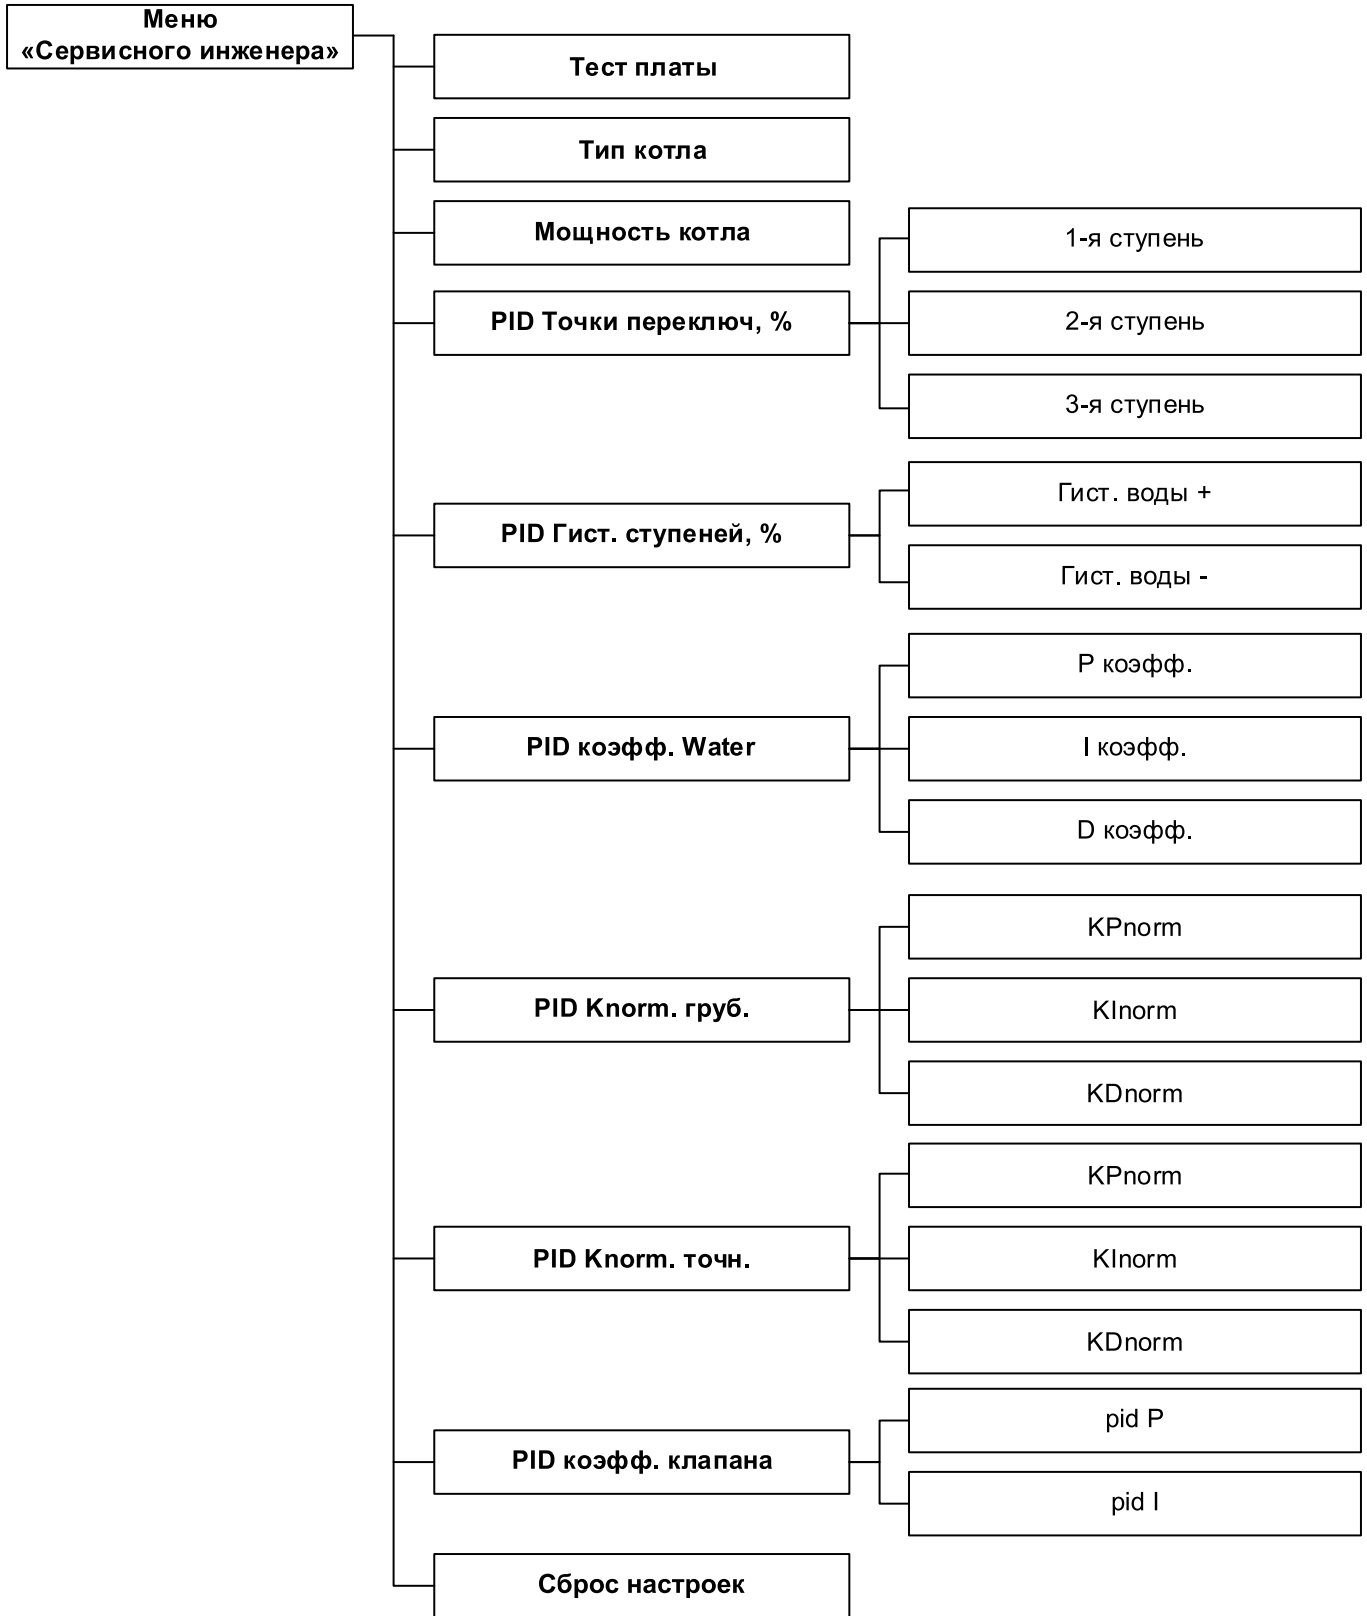 Меню
«Сервисного инженера»
Тест платы
Тип котла
Мощность котла
PID Точки переключ, %
1-я ступень
2-я ступень
3-я ступень
PID Гист. ступеней, %
Гист. воды +
Гист. воды -
PID коэфф. Water
P коэфф.
I коэфф.
D коэфф.
PID Knorm. груб.
KPnorm
KInorm
KDnorm
PID Knorm. точн.
KPnorm
KInorm
KDnorm
PID коэфф. клапана
pid P
pid I
Сброс настроек